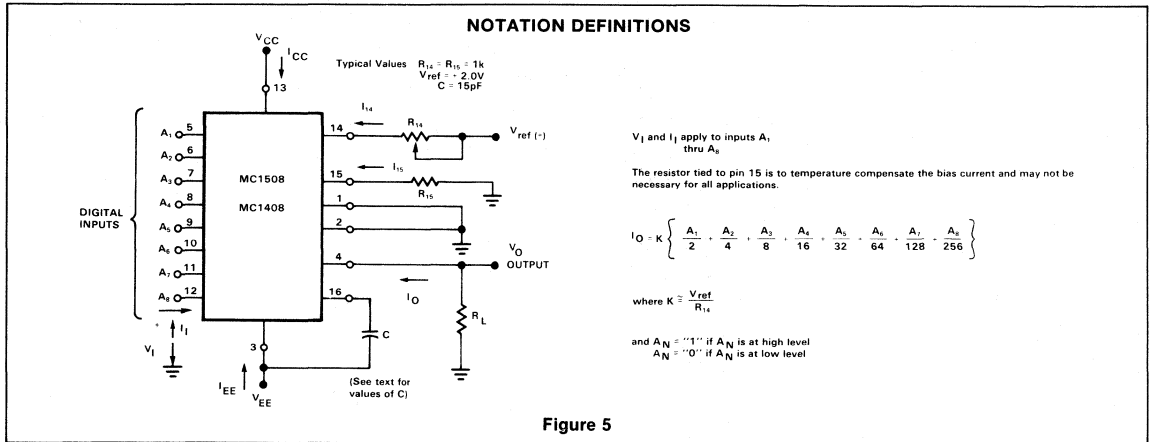 NOTATION DEFINITIONS
VCC
ICC
Typical Values R14 = R15 = 1k
Vref = + 2.0V
C = 15pF
13
I14
R14
14
Vref (-)
A1 5
A2 6
A3 7
A4 8
A5 9
A6 10
A7 11
A8 12
DIGITAL
INPUTS
MC1508
MC1408
I15
15
R15
1
2
4
VO
OUTPUT
IO
16
RL
C
+
II
VI
3
IEE
VEE
(See text for
values of C)
VI and II apply to inputs A1
thru A8
The resistor tied to pin 15 is to temperature compensate the bias current and may not be
necessary for all applications.
IO = K { A1/2 + A2/4 + A3/8 + A4/16 + A5/32 + A6/64 + A7/128 + A8/256 }
where K ≅ Vref/R14
and AN = "1" if AN is at high level
AN = "0" if AN is at low level
Figure 5